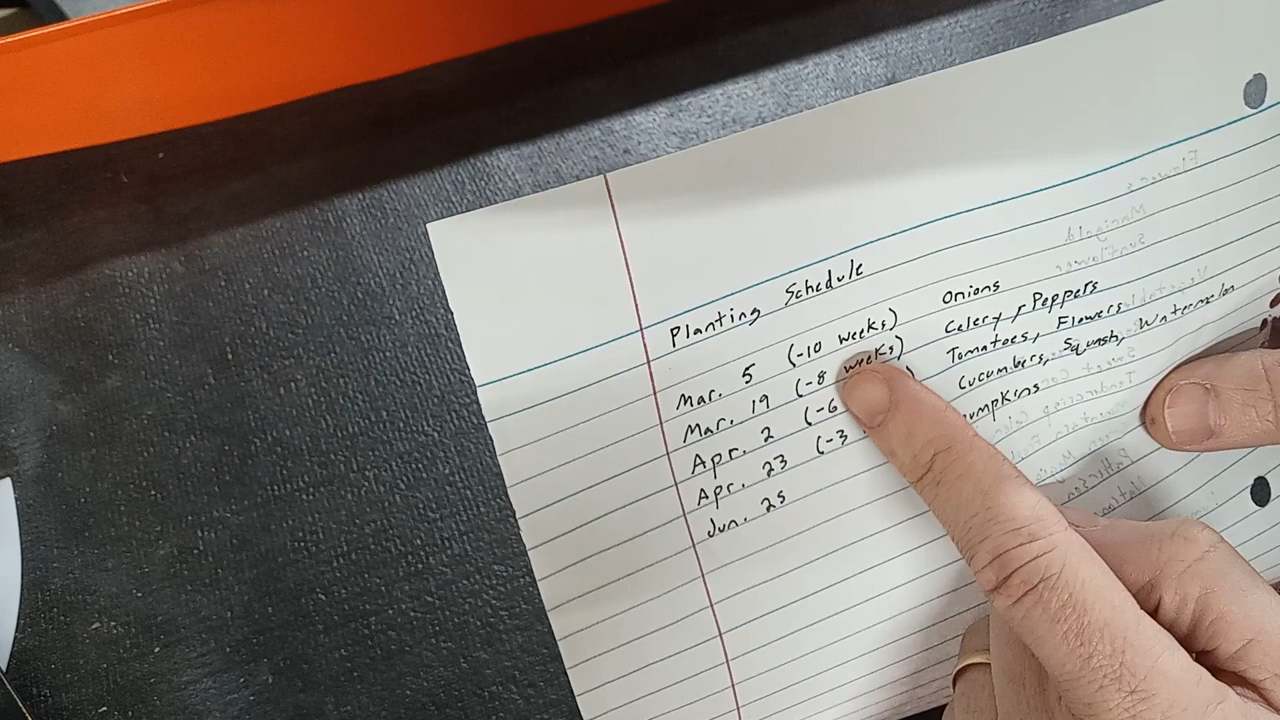 Planting Schedule
Mar. 5 (-10 weeks) Onions
Mar. 19 (-8 weeks) Celery, Peppers
Apr. 2 (-6 ) Tomatoes, Flowers
Apr. 23 (-3 Cucumbers, Squash, Watermelon
Jun. 25 umpkins